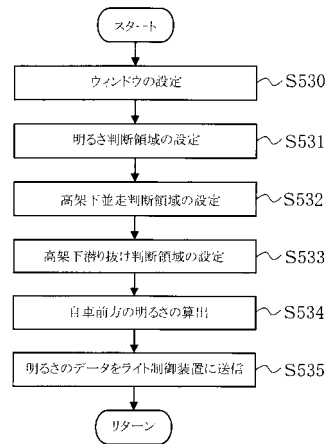 スタート
ウィンドウの設定 S530
明るさ判断領域の設定 S531
高架下並走判断領域の設定 S532
高架下潜り抜け判断領域の設定 S533
自車前方の明るさの算出 S534
明るさのデータをライト制御装置に送信 S535
リターン